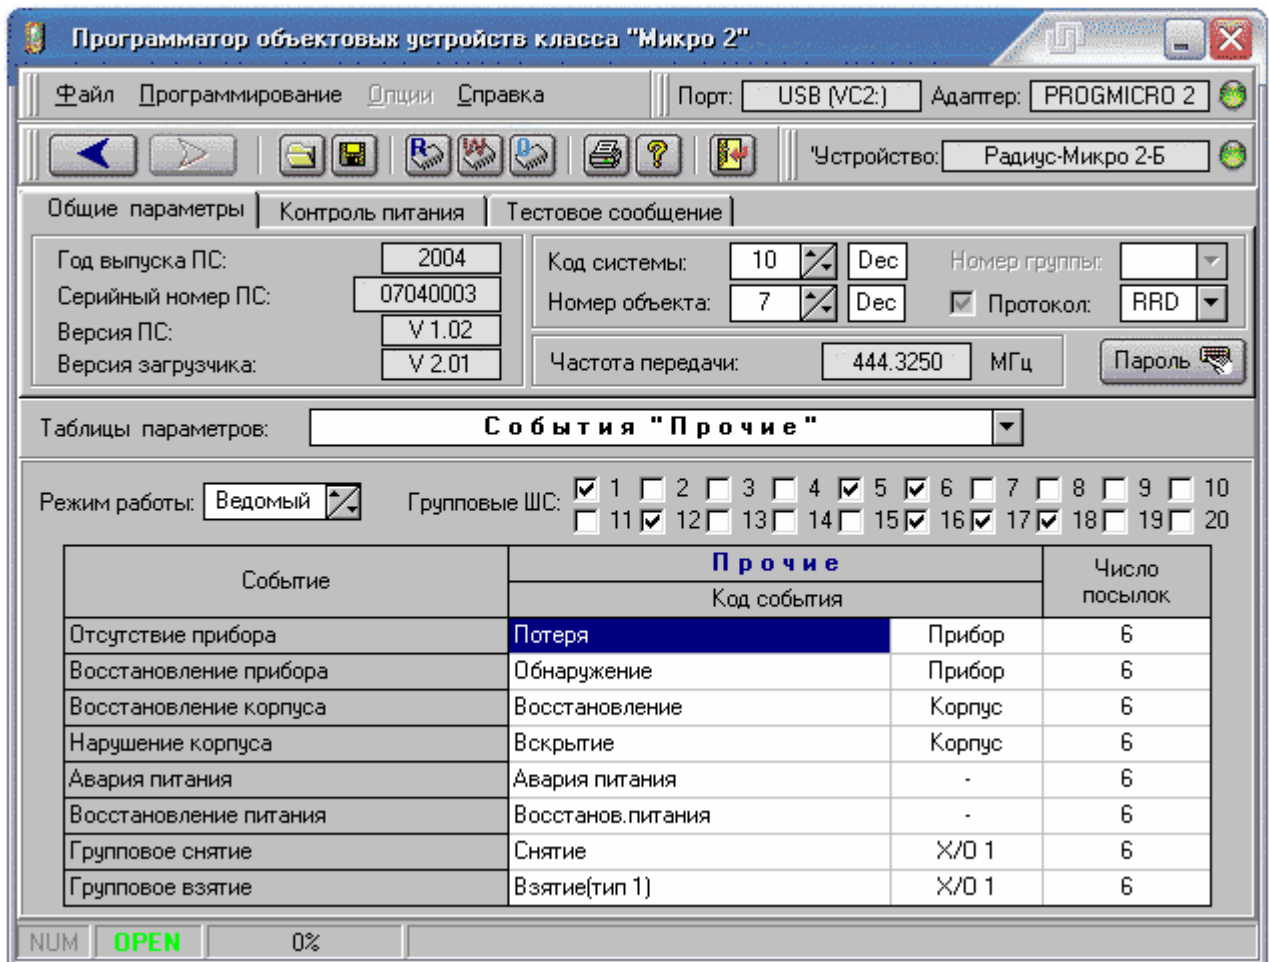 Программатор объектовых устройств класса "Микро 2"
Файл Программирование Опции Справка Порт: USB (VC2:) Адаптер: PROGMICRO 2
R W Q ? Устройство: Радиус-Микро 2-Б
Общие параметры Контроль питания Тестовое сообщение
Год выпуска ПС: 2004 Код системы: 10 Dec Номер группы:
Серийный номер ПС: 07040003 Номер объекта: 7 Dec Протокол: RRD
Версия ПС: V 1.02
Версия загрузчика: V 2.01 Частота передачи: 444.3250 МГц Пароль
Таблицы параметров: События "Прочие"
Режим работы: Ведомый Групповые ШС: 1 2 3 4 5 6 7 8 9 10
11 12 13 14 15 16 17 18 19 20
Событие Прочие Число посылок
Код события
Отсутствие прибора Потеря Прибор 6
Восстановление прибора Обнаружение Прибор 6
Восстановление корпуса Восстановление Корпус 6
Нарушение корпуса Вскрытие Корпус 6
Авария питания Авария питания - 6
Восстановление питания Восстанов.питания - 6
Групповое снятие Снятие Х/О 1 6
Групповое взятие Взятие(тип 1) Х/О 1 6
NUM OPEN 0%